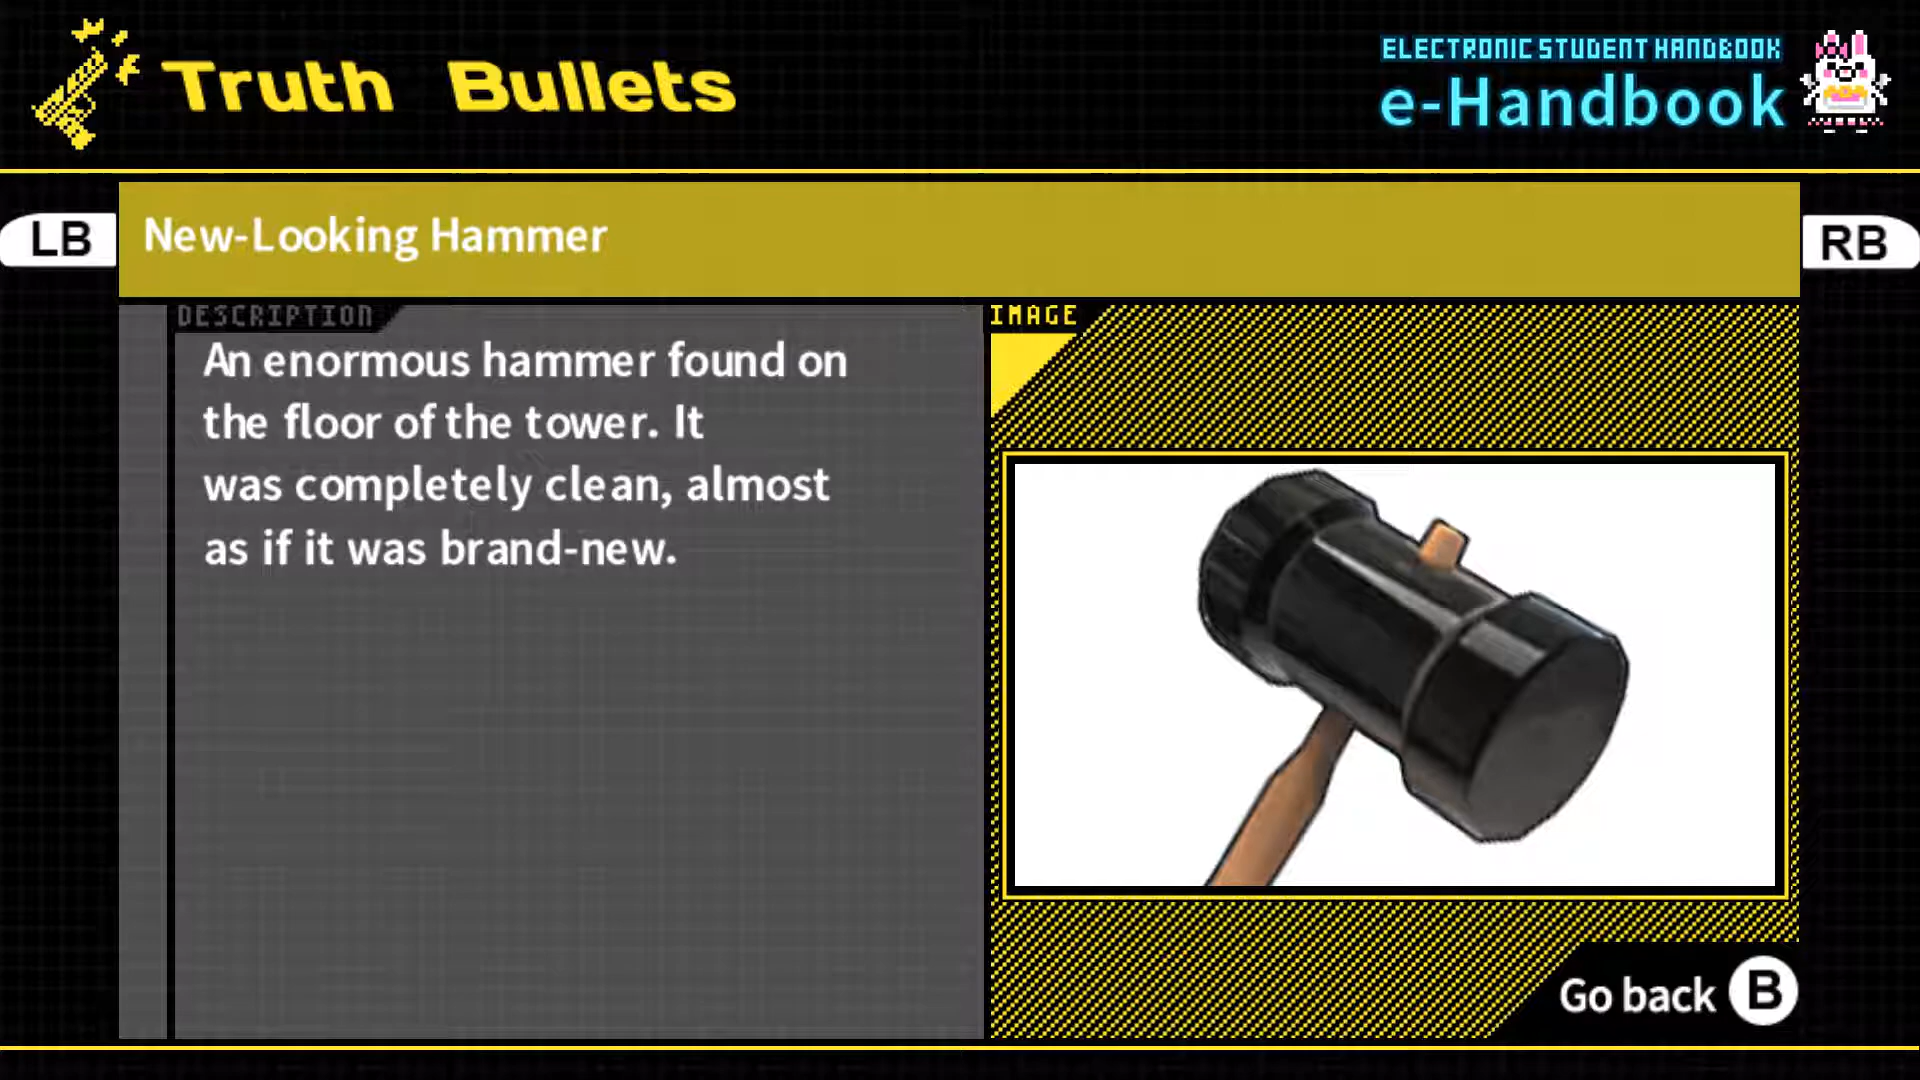 Truth Bullets
ELECTRONIC STUDENT HANDBOOK
e-Handbook
LB
New-Looking Hammer
RB
DESCRIPTION
An enormous hammer found on
the floor of the tower. It
was completely clean, almost
as if it was brand-new.
IMAGE
Go back B